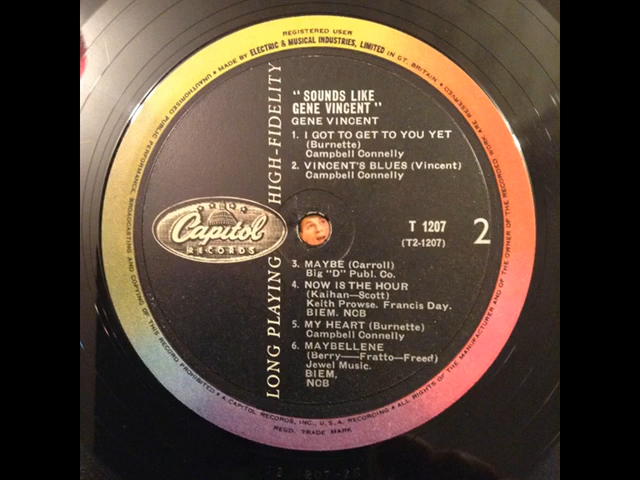 REGISTERED USER
• MADE BY ELECTRIC & MUSICAL INDUSTRIES, LIMITED IN GT. BRITAIN •
UNAUTHORISED PUBLIC PERFORMANCE, BROADCASTING AND COPYING OF THIS RECORD PROHIBITED •
ALL RIGHTS OF THE MANUFACTURER AND OF THE OWNER OF THE RECORDED WORK ARE RESERVED
LONG PLAYING HIGH-FIDELITY
" SOUNDS LIKE
GENE VINCENT "
GENE VINCENT
1. I GOT TO GET TO YOU YET
(Burnette)
Campbell Connelly
2. VINCENT'S BLUES (Vincent)
Campbell Connelly
Capitol
RECORDS
T 1207
(T2-1207)
2
3. MAYBE (Carroll)
Big "D" Publ. Co.
4. NOW IS THE HOUR
(Kaihan—Scott)
Keith Prowse. Francis Day.
BIEM. NCB
5. MY HEART (Burnette)
Campbell Connelly
6. MAYBELLENE
(Berry—Fratto—Freed)
Jewel Music.
BIEM,
NCB
• A CAPITOL RECORDS, INC., U.S.A. RECORDING •
REGD. TRADE MARK